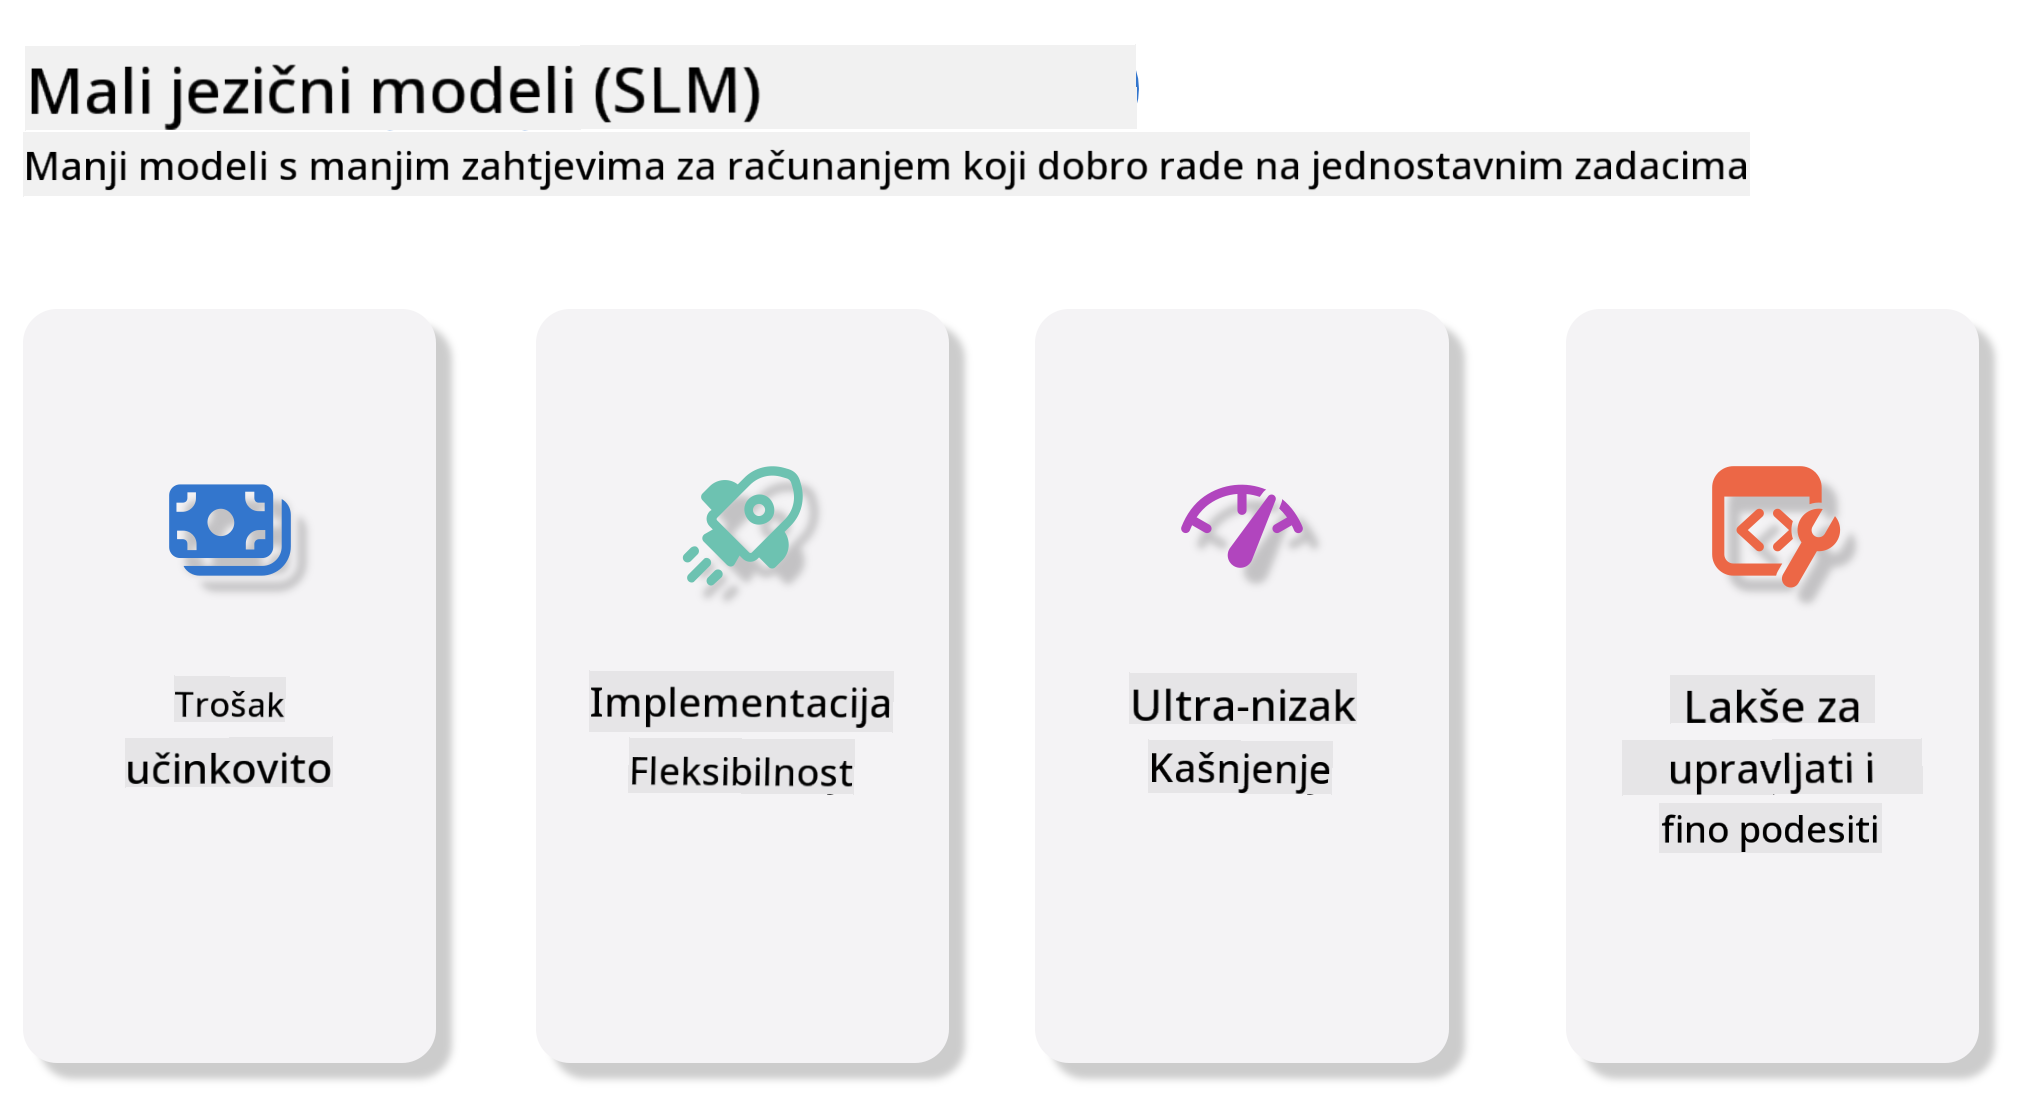 Mali jezični modeli (SLM)
Manji modeli s manjim zahtjevima za računanjem koji dobro rade na jednostavnim zadacima
Trošak
učinkovito
Implementacija
Fleksibilnost
Ultra-nizak
Kašnjenje
Lakše za
upravljati i
fino podesiti